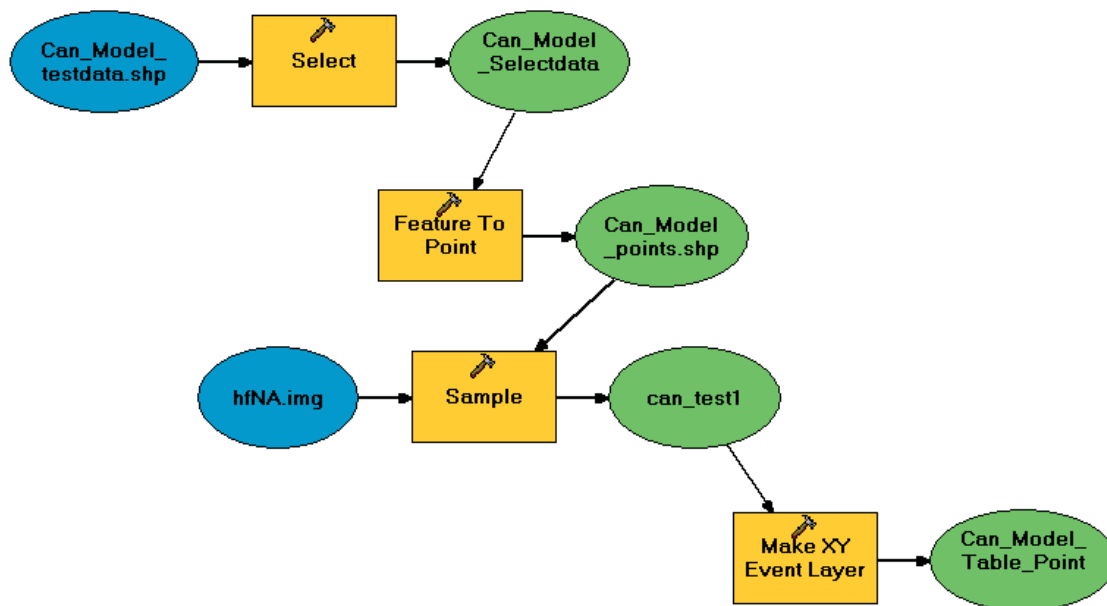 Can_Model_
testdata.shp
Select
Can_Model
_Selectdata
Feature To
Point
Can_Model
_points.shp
hfNA.img
Sample
can_test1
Make XY
Event Layer
Can_Model_
Table_Point